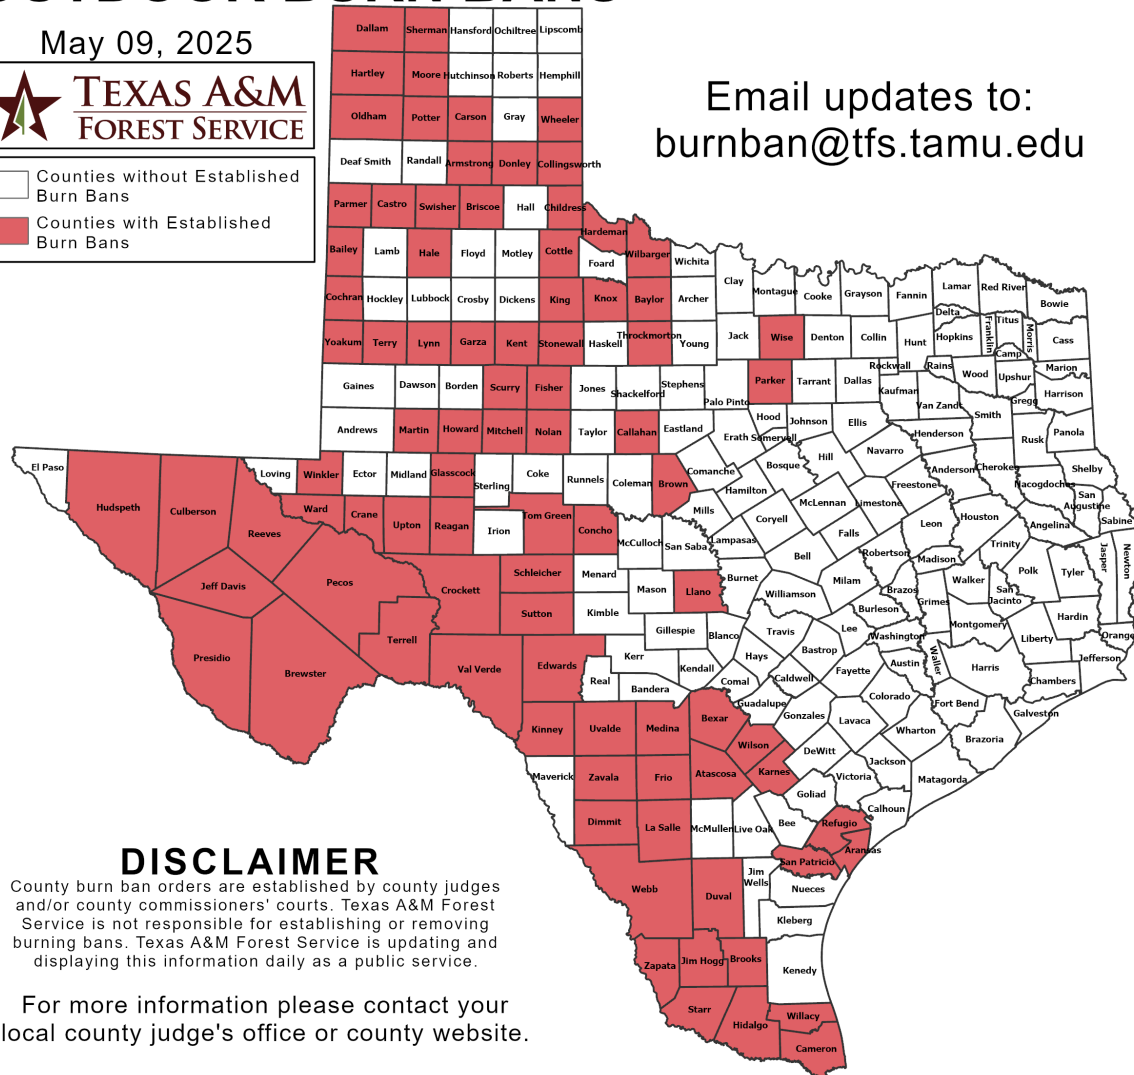 OUTDOOR BURN BANS
May 09, 2025
TEXAS A&M
FOREST SERVICE
Counties without Established
Burn Bans
Counties with Established
Burn Bans
Email updates to:
burnban@tfs.tamu.edu
Dallam Sherman Hansford Ochiltree Lipscomb
Hartley Moore Hutchinson Roberts Hemphill
Oldham Potter Carson Gray Wheeler
Deaf Smith Randall Armstrong Donley Collingsworth
Parmer Castro Swisher Briscoe Hall Childress
Hardeman
Bailey Lamb Hale Floyd Motley Cottle Foard Wilbarger Wichita
Clay Montague Cooke Grayson Fannin Lamar Red River Bowie
Cochran Hockley Lubbock Crosby Dickens King Knox Baylor Archer
Delta Franklin Titus Morris Cass
Yoakum Terry Lynn Garza Kent Stonewall Haskell Throckmorton Young Jack Wise Denton Collin Hunt Hopkins
Camp Marion
Rockwall Rains Wood Upshur Harrison
Gaines Dawson Borden Scurry Fisher Jones Shackelford Stephens Palo Pinto Parker Tarrant Dallas Kaufman Van Zandt Smith Gregg
Andrews Martin Howard Mitchell Nolan Taylor Callahan Eastland Erath Hood Somervell Johnson Ellis Henderson Rusk Panola
El Paso Loving Winkler Ector Midland Glasscock Sterling Coke Runnels Coleman Brown Comanche Bosque Hill Navarro Anderson Cherokee Shelby
Nacogdoches
San
Augustine
Sabine
Hamilton Freestone
Hudspeth Culberson Reeves Ward Crane Upton Reagan Irion Tom Green Concho Mills Coryell McLennan Limestone Leon Houston Angelina
McCulloch San Saba Lampasas Bell Falls Robertson Madison Trinity Jasper Newton
Jeff Davis Pecos Crockett Schleicher Menard Mason Llano Burnet Williamson Milam Brazos Grimes Walker San
Jacinto
Polk Tyler
Sutton Kimble Burleson Montgomery Liberty Hardin Orange
Presidio Brewster Terrell Val Verde Edwards Gillespie Blanco Travis Lee Washington Waller Harris Jefferson
Real Kerr Kendall Hays Bastrop Fayette Austin Chambers
Bandera Comal Caldwell Colorado Fort Bend Galveston
Guadalupe
Kinney Uvalde Medina Bexar Wilson Gonzales Lavaca Wharton Brazoria
Maverick Zavala Frio Atascosa Karnes DeWitt Jackson Matagorda
Victoria
Goliad Calhoun
Dimmit La Salle McMullen Live Oak Bee Refugio
Aransas
San Patricio
Webb Duval Jim
Wells
Nueces
Kleberg
Zapata Jim Hogg Brooks Kenedy
Starr Hidalgo Willacy
Cameron
DISCLAIMER
County burn ban orders are established by county judges
and/or county commissioners' courts. Texas A&M Forest
Service is not responsible for establishing or removing
burning bans. Texas A&M Forest Service is updating and
displaying this information daily as a public service.
For more information please contact your
local county judge's office or county website.